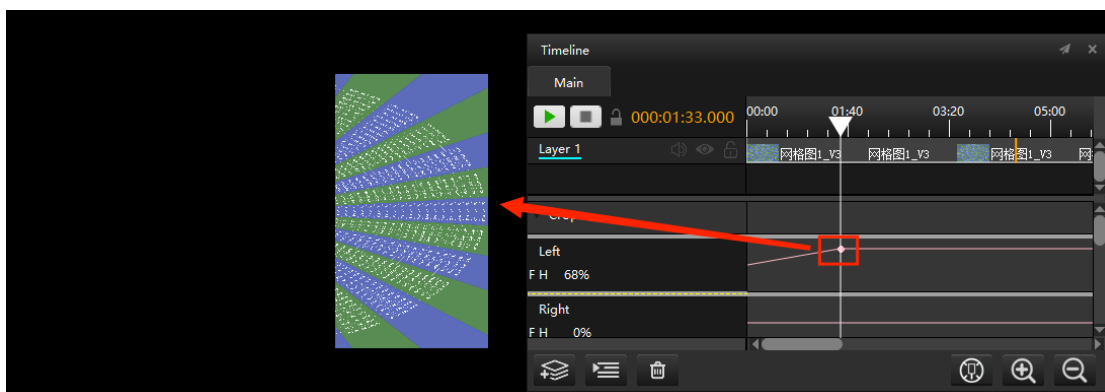 Timeline
Main
000:01:33.000
00:00 01:40 03:20 05:00
Layer 1
网格图1_V3 网格图1_V3 网格图1_V3 网
Crop
Left
F H 68%
Right
F H 0%